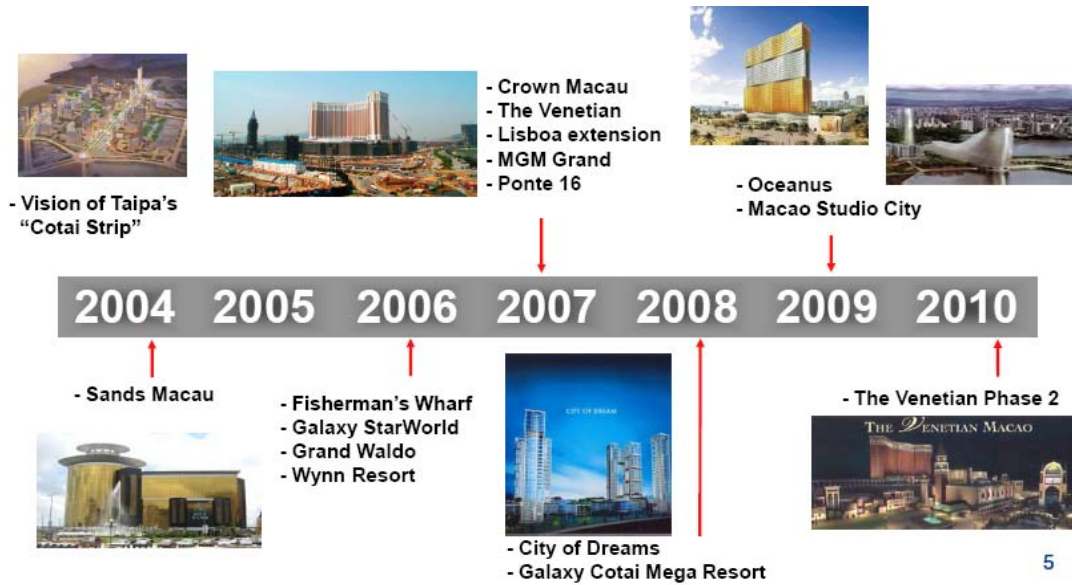 - Vision of Taipa's
"Cotai Strip"
- Crown Macau
- The Venetian
- Lisboa extension
- MGM Grand
- Ponte 16
- Oceanus
- Macao Studio City
2004 2005 2006 2007 2008 2009 2010
- Sands Macau
- Fisherman's Wharf
- Galaxy StarWorld
- Grand Waldo
- Wynn Resort
CITY OF DREAM
- City of Dreams
- Galaxy Cotai Mega Resort
- The Venetian Phase 2
THE VENETIAN MACAO
5